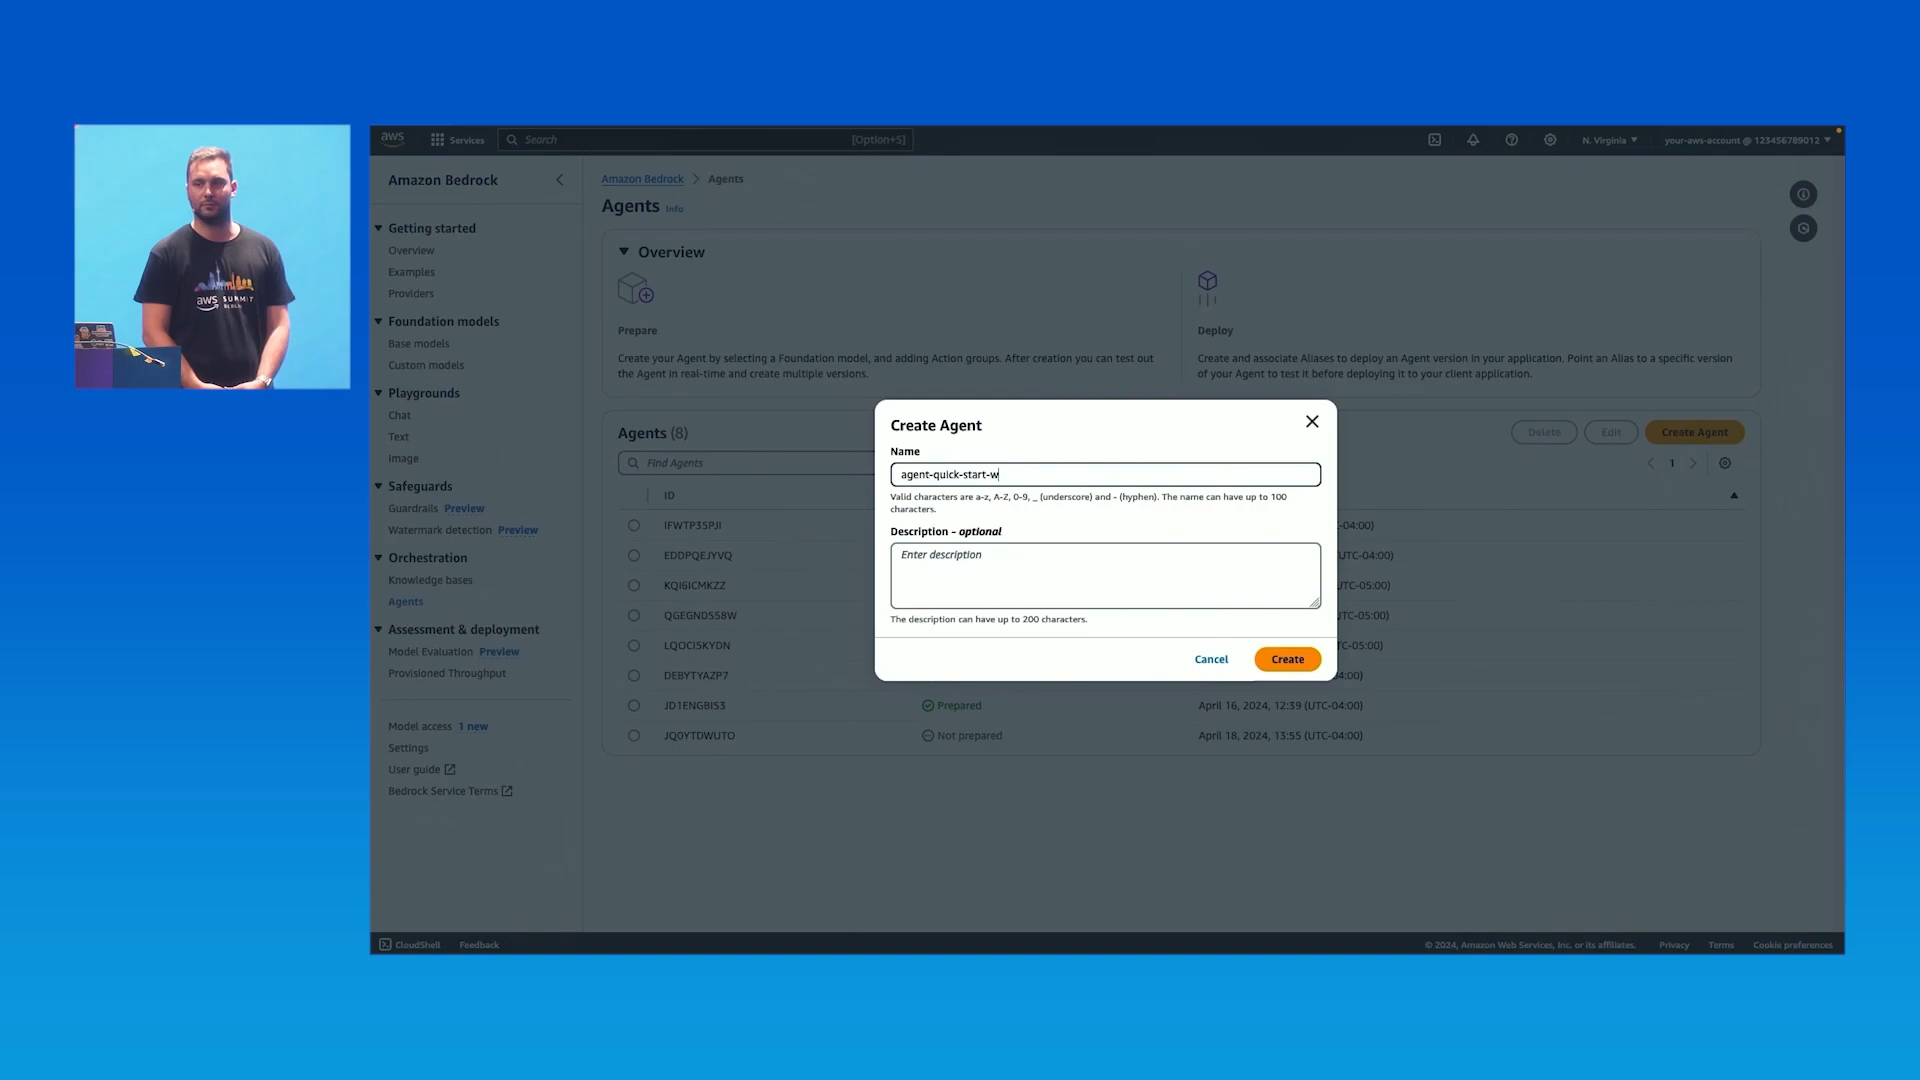 aws SUMMIT
BERLIN
aws
Services
Search
[Option+S]
N. Virginia
your-aws-account @ 123456789012
Amazon Bedrock
Getting started
Overview
Examples
Providers
Foundation models
Base models
Custom models
Playgrounds
Chat
Text
Image
Safeguards
Guardrails Preview
Watermark detection Preview
Orchestration
Knowledge bases
Agents
Assessment & deployment
Model Evaluation Preview
Provisioned Throughput
Model access 1 new
Settings
User guide
Bedrock Service Terms
Amazon Bedrock > Agents
Agents Info
Overview
Prepare
Create your Agent by selecting a Foundation model, and adding Action groups. After creation you can test out
the Agent in real-time and create multiple versions.
Deploy
Create and associate Aliases to deploy an Agent version in your application. Point an Alias to a specific version
of your Agent to test it before deploying it to your client application.
Agents (8)
Delete
Edit
Create Agent
Find Agents
1
ID
IFWTP35PJI
-04:00)
EDDPQEJYVQ
UTC-04:00)
KQI6ICMKZZ
UTC-05:00)
QGEGNDS58W
UTC-04:00)
LQOCI5KYDN
TC-05:00)
DEBYTYAZP7
04:00)
JD1ENGBIS3
Prepared
April 16, 2024, 12:39 (UTC-04:00)
JQ0YTDWUTO
Not prepared
April 18, 2024, 13:55 (UTC-04:00)
Create Agent
Name
agent-quick-start-w
Valid characters are a-z, A-Z, 0-9, _ (underscore) and - (hyphen). The name can have up to 100
characters.
Description - optional
Enter description
The description can have up to 200 characters.
Cancel
Create
CloudShell
Feedback
© 2024, Amazon Web Services, Inc. or its affiliates.
Privacy
Terms
Cookie preferences